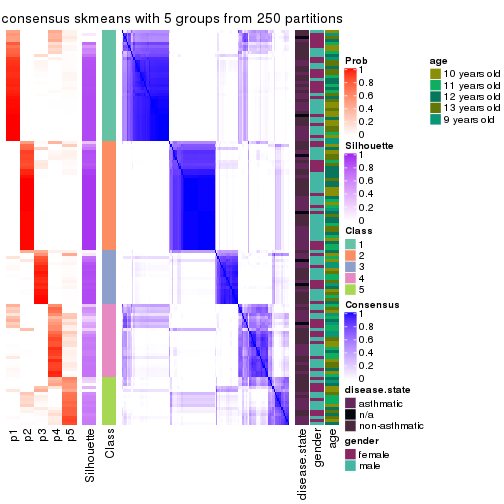 consensus skmeans with 5 groups from 250 partitions
p1
p2
p3
p4
p5
Silhouette
Class
disease.state
gender
age
Prob
1
0.8
0.6
0.4
0.2
0
Silhouette
1
0.8
0.6
0.4
0.2
0
Class
1
2
3
4
5
Consensus
1
0.8
0.6
0.4
0.2
0
disease.state
asthmatic
n/a
non-asthmatic
gender
female
male
age
10 years old
11 years old
12 years old
13 years old
9 years old